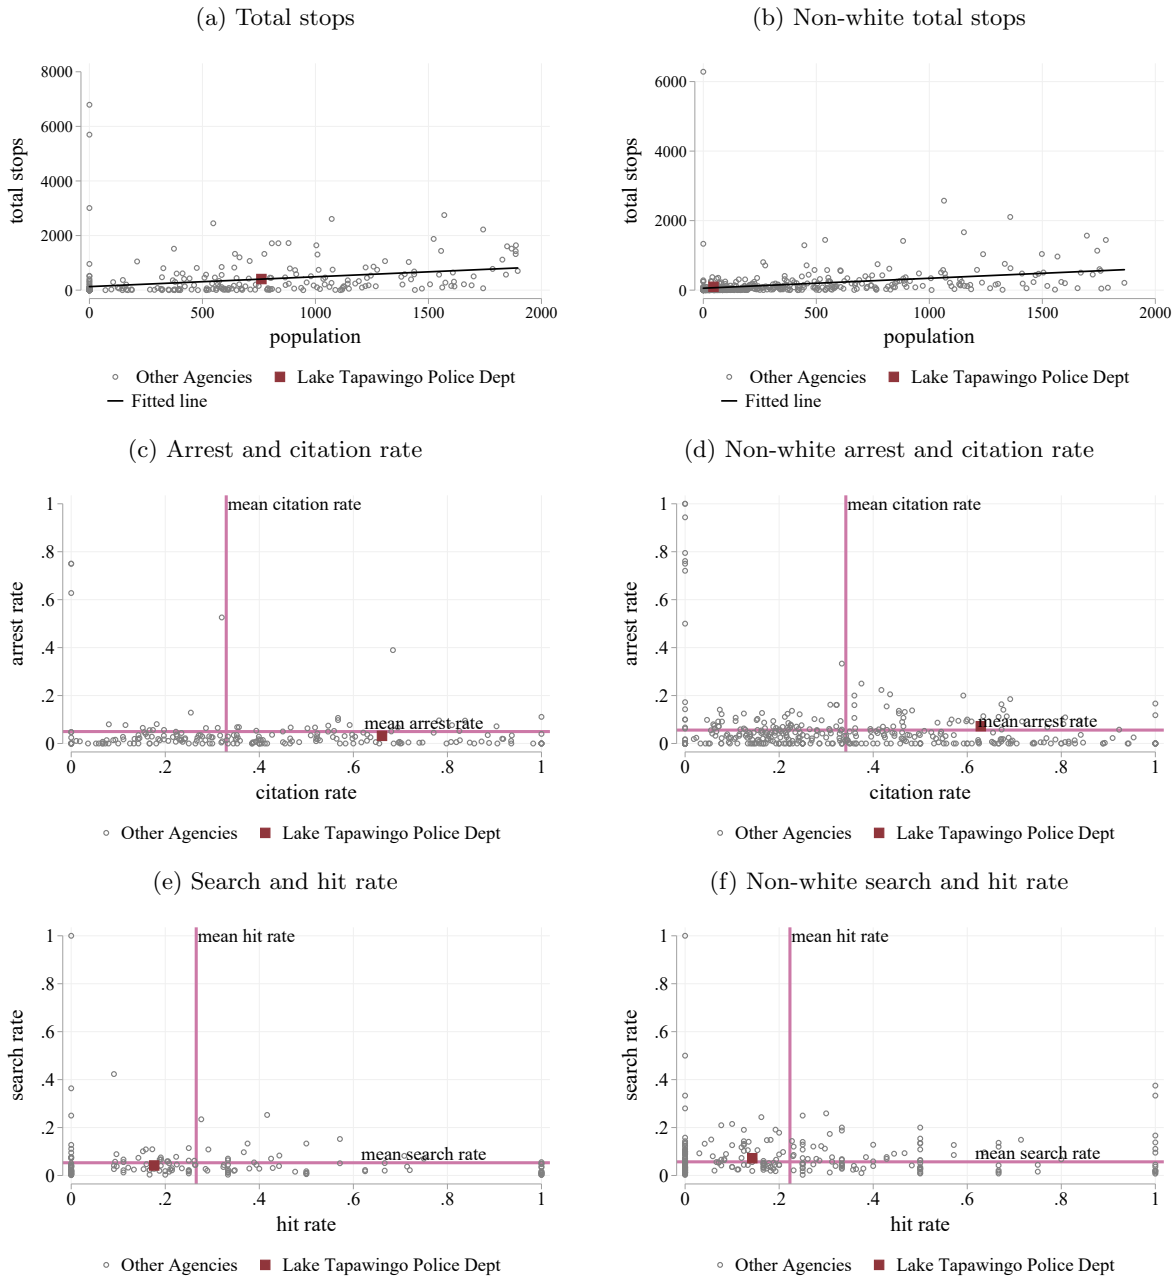 (a) Total stops
8000
6000
4000
2000
0
total stops
0 500 1000 1500 2000
population
Other Agencies Lake Tapawingo Police Dept
Fitted line
(b) Non-white total stops
6000
4000
2000
0
total stops
0 500 1000 1500 2000
population
Other Agencies Lake Tapawingo Police Dept
Fitted line
(c) Arrest and citation rate
1
.8
.6
.4
.2
0
arrest rate
mean citation rate
mean arrest rate
0 .2 .4 .6 .8 1
citation rate
Other Agencies Lake Tapawingo Police Dept
(d) Non-white arrest and citation rate
1
.8
.6
.4
.2
0
arrest rate
mean citation rate
mean arrest rate
0 .2 .4 .6 .8 1
citation rate
Other Agencies Lake Tapawingo Police Dept
(e) Search and hit rate
1
.8
.6
.4
.2
0
search rate
mean hit rate
mean search rate
0 .2 .4 .6 .8 1
hit rate
Other Agencies Lake Tapawingo Police Dept
(f) Non-white search and hit rate
1
.8
.6
.4
.2
0
search rate
mean hit rate
mean search rate
0 .2 .4 .6 .8 1
hit rate
Other Agencies Lake Tapawingo Police Dept